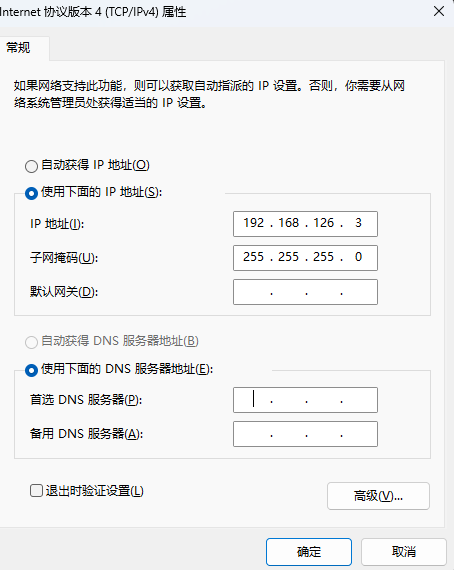 Internet 协议版本 4 (TCP/IPv4) 属性
常规
如果网络支持此功能，则可以获取自动指派的 IP 设置。否则，你需要从网
络系统管理员处获得适当的 IP 设置。
自动获得 IP 地址(O)
使用下面的 IP 地址(S):
IP 地址(I): 192 . 168 . 126 . 3
子网掩码(U): 255 . 255 . 255 . 0
默认网关(D): . . .
自动获得 DNS 服务器地址(B)
使用下面的 DNS 服务器地址(E):
首选 DNS 服务器(P): . . .
备用 DNS 服务器(A): . . .
退出时验证设置(L)
高级(V)...
确定 取消